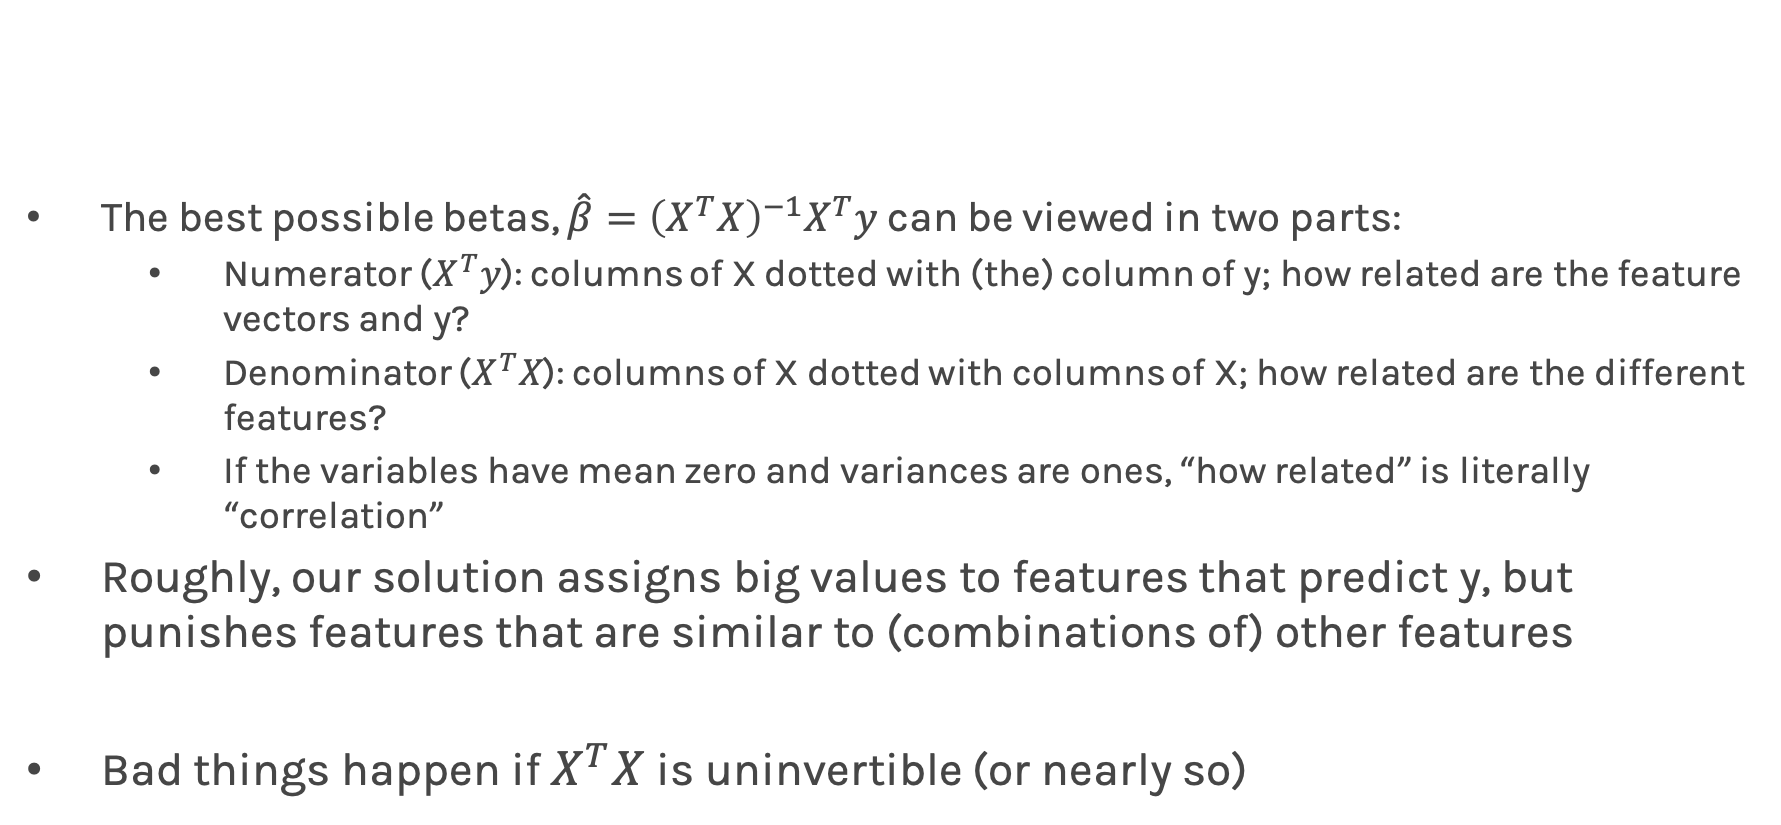 • The best possible betas, β̂ = (XᵀX)⁻¹Xᵀy can be viewed in two parts:
• Numerator (Xᵀy): columns of X dotted with (the) column of y; how related are the feature
vectors and y?
• Denominator (XᵀX): columns of X dotted with columns of X; how related are the different
features?
• If the variables have mean zero and variances are ones, “how related” is literally
“correlation”
• Roughly, our solution assigns big values to features that predict y, but
punishes features that are similar to (combinations of) other features
• Bad things happen if XᵀX is uninvertible (or nearly so)